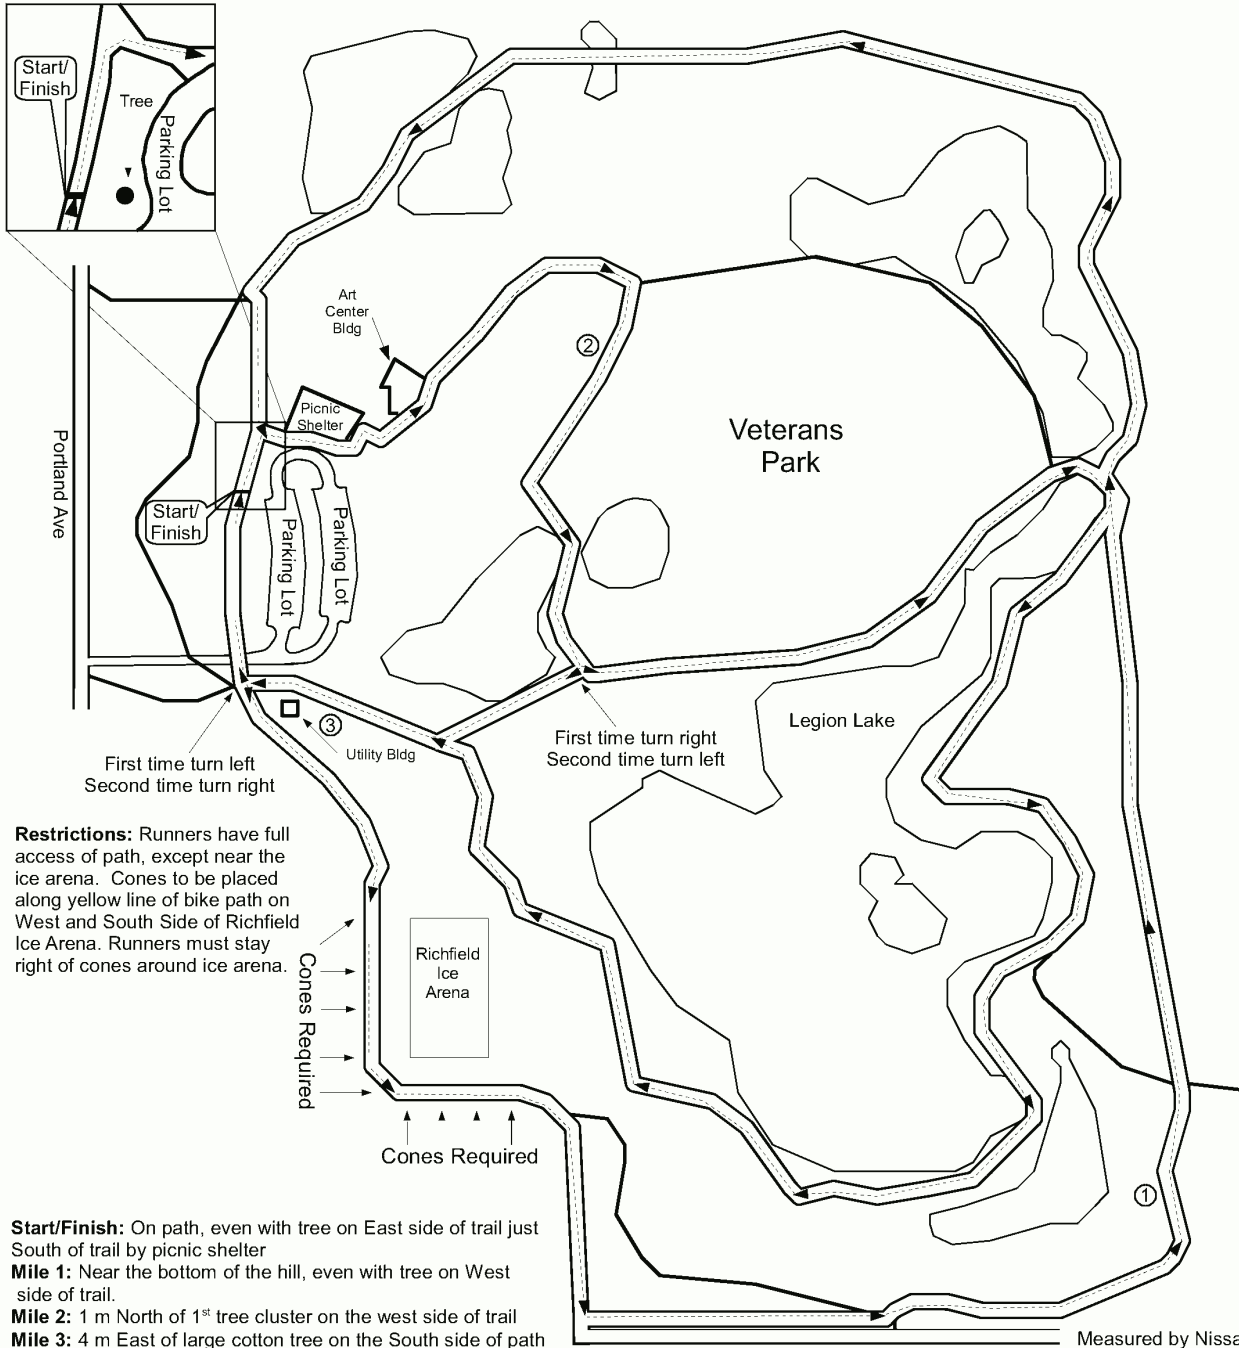 Start/
Finish
Tree
Parking Lot
Art
Center
Bldg
2
Picnic
Shelter
Veterans
Park
Portland Ave
Start/
Finish
Parking Lot
Parking Lot
Legion Lake
3
Utility Bldg
First time turn left
Second time turn right
First time turn right
Second time turn left
Restrictions: Runners have full
access of path, except near the
ice arena. Cones to be placed
along yellow line of bike path on
West and South Side of Richfield
Ice Arena. Runners must stay
right of cones around ice arena.
Richfield
Ice
Arena
Cones Required
Cones Required
1
Start/Finish: On path, even with tree on East side of trail just
South of trail by picnic shelter
Mile 1: Near the bottom of the hill, even with tree on West
side of trail.
Mile 2: 1 m North of 1st tree cluster on the west side of trail
Mile 3: 4 m East of large cotton tree on the South side of path
Measured by Nissa